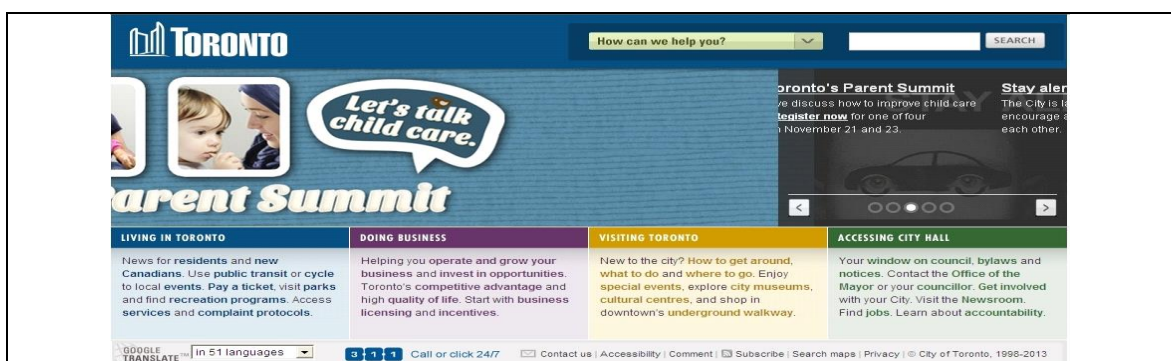 TORONTO
How can we help you?
SEARCH
Let's talk
child care.
arent Summit
oronto's Parent Summit
e discuss how to improve child care
Register now for one of four
November 21 and 23.
Stay aler
The City is la
encourage a
each other.
LIVING IN TORONTO
News for residents and new
Canadians. Use public transit or cycle
to local events. Pay a ticket, visit parks
and find recreation programs. Access
services and complaint protocols.
DOING BUSINESS
Helping you operate and grow your
business and invest in opportunities.
Toronto's competitive advantage and
high quality of life. Start with business
licensing and incentives.
VISITING TORONTO
New to the city? How to get around,
what to do and where to go. Enjoy
special events, explore city museums,
cultural centres, and shop in
downtown's underground walkway.
ACCESSING CITY HALL
Your window on council, bylaws and
notices. Contact the Office of the
Mayor or your councillor. Get involved
with your City. Visit the Newsroom.
Find jobs. Learn about accountability.
GOOGLE
TRANSLATE™ in 51 languages
3 1 1 Call or click 24/7 Contact us | Accessibility | Comment | Subscribe | Search maps | Privacy | © City of Toronto, 1998-2013